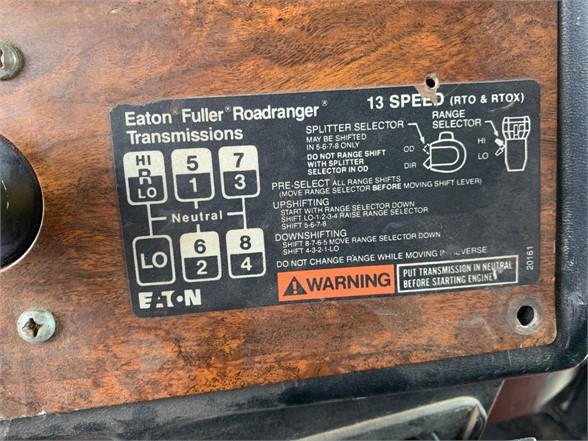 Eaton® Fuller® Roadranger®
Transmissions
13 SPEED (RTO & RTOX)
SPLITTER SELECTOR
MAY BE SHIFTED
IN 5-6-7-8 ONLY
DO NOT RANGE SHIFT
WITH SPLITTER
SELECTOR IN OD
OD
DIR
RANGE
SELECTOR
HI
LO
HI
R
LO
5
1
7
3
Neutral
LO
6
2
8
4
PRE-SELECT ALL RANGE SHIFTS
(MOVE RANGE SELECTOR BEFORE MOVING SHIFT LEVER)
UPSHIFTING
START WITH RANGE SELECTOR DOWN
SHIFT LO-1-2-3-4 RAISE RANGE SELECTOR
SHIFT 5-6-7-8
DOWNSHIFTING
SHIFT 8-7-6-5 MOVE RANGE SELECTOR DOWN
SHIFT 4-3-2-1-LO
DO NOT CHANGE RANGE WHILE MOVING IN REVERSE
EATON
WARNING
PUT TRANSMISSION IN NEUTRAL
BEFORE STARTING ENGINE
20161